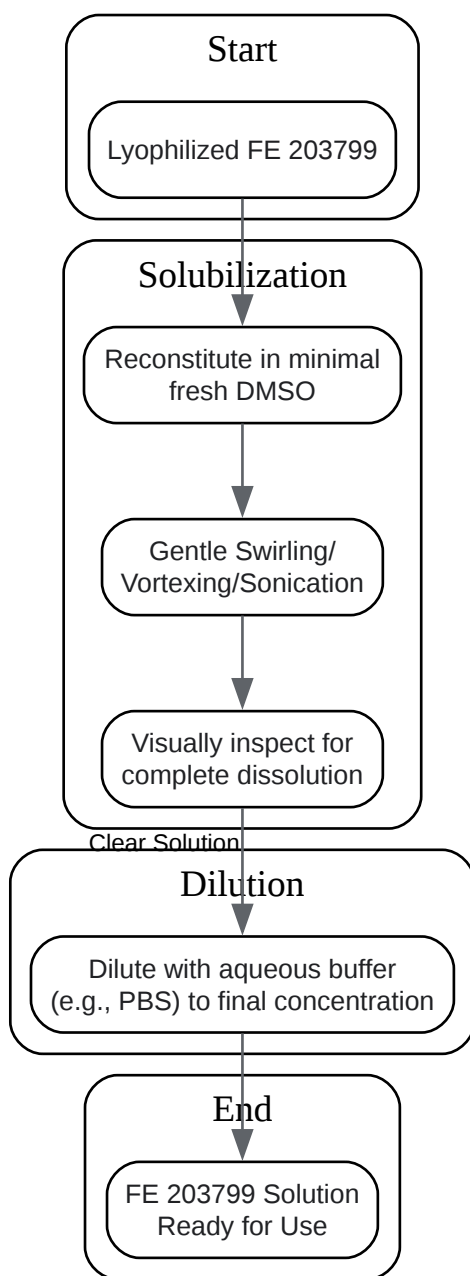 Start
Lyophilized FE 203799
Solubilization
Reconstitute in minimal
fresh DMSO
Gentle Swirling/
Vortexing/Sonication
Visually inspect for
complete dissolution
Clear Solution
Dilution
Dilute with aqueous buffer
(e.g., PBS) to final concentration
End
FE 203799 Solution
Ready for Use